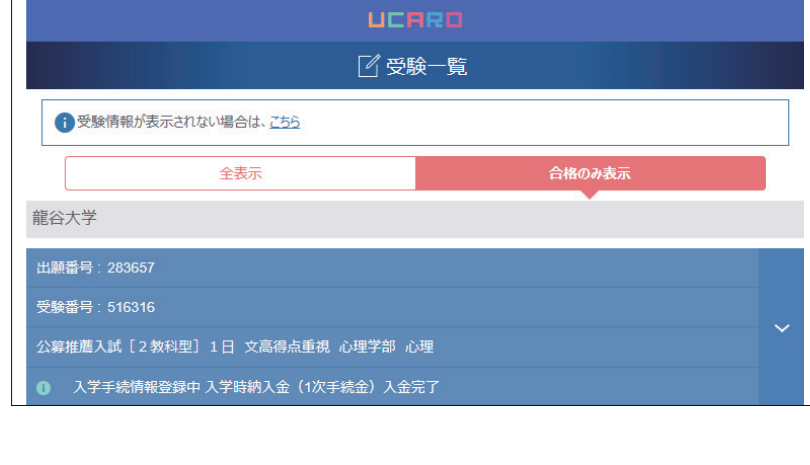 UCARO
受験一覧
受験情報が表示されない場合は、こちら
全表示
合格のみ表示
龍谷大学
出願番号 : 283657
受験番号 : 516316
公募推薦入試［２教科型］１日 文高得点重視 心理学部 心理
入学手続情報登録中 入学時納入金（1次手続金）入金完了